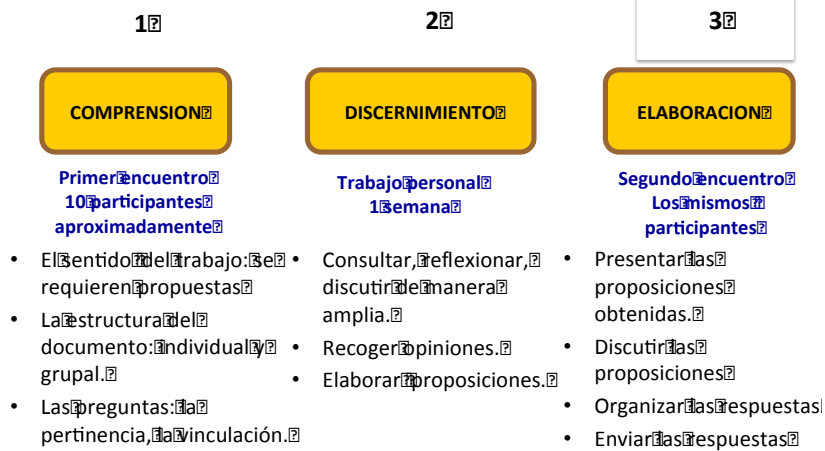 1
COMPRENSION
Primer encuentro
10 participantes
aproximadamente
• El sentido del trabajo: se
requieren propuestas
• La estructura del
documento: individual y
grupal.
• Las preguntas: la
pertinencia, la vinculación.
2
DISCERNIMIENTO
Trabajo personal
1 semana
• Consultar, reflexionar,
discutir de manera
amplia.
• Recoger opiniones.
• Elaborar proposiciones.
3
ELABORACION
Segundo encuentro
Los mismos
participantes
• Presentar las
proposiciones
obtenidas.
• Discutir las
proposiciones
• Organizar las respuestas
• Enviar las respuestas